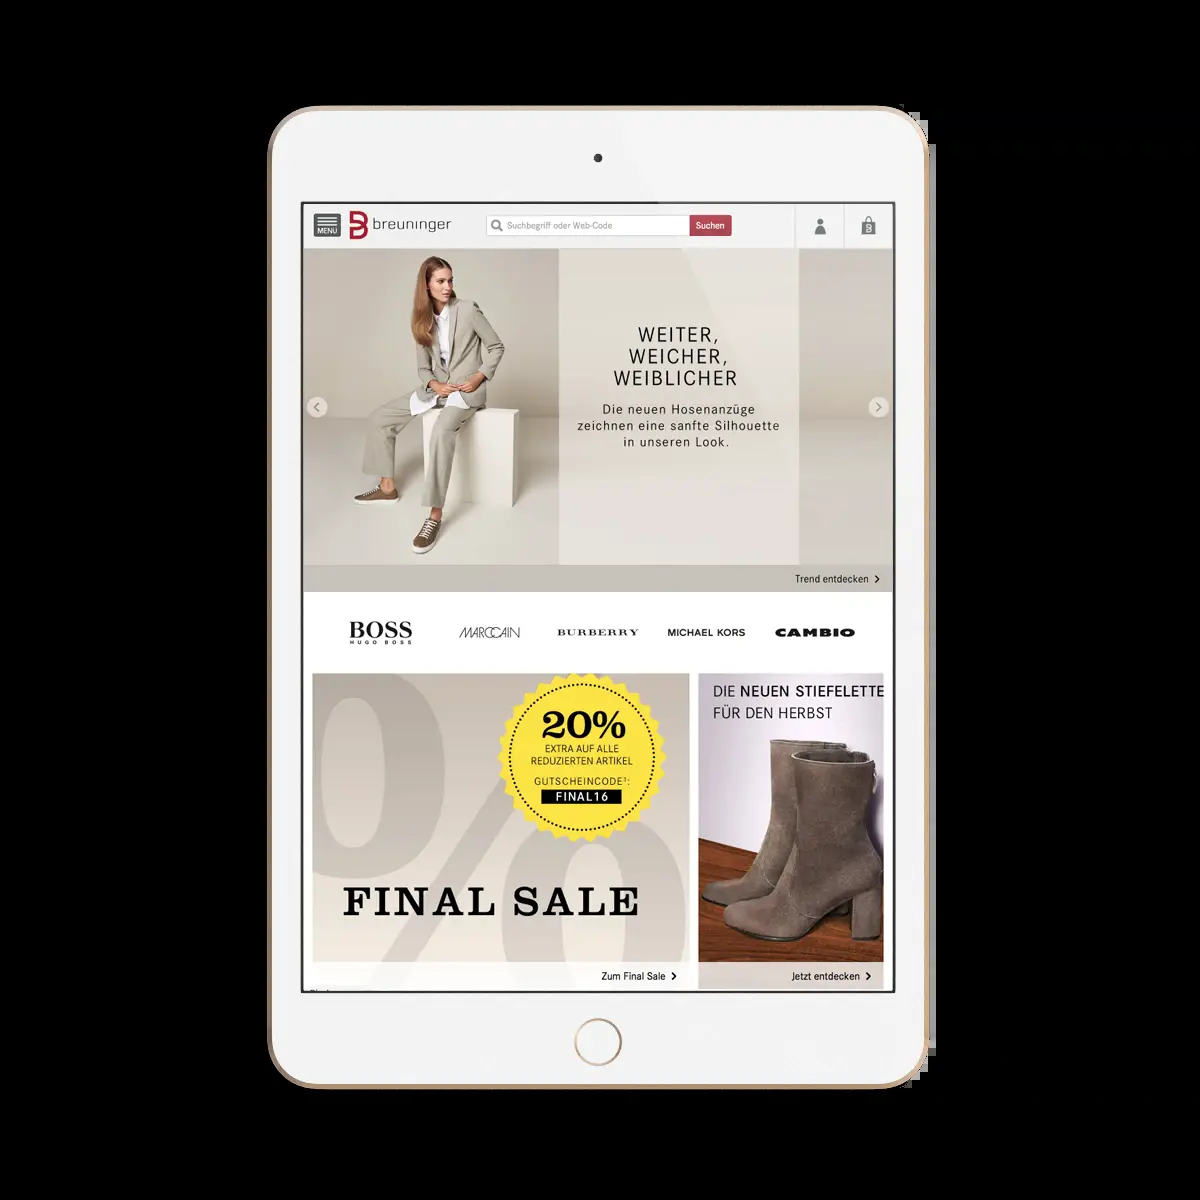 MENÜ
breuninger
Suchbegriff oder Web-Code
Suchen
WEITER,
WEICHER,
WEIBLICHER
Die neuen Hosenanzüge
zeichnen eine sanfte Silhouette
in unseren Look.
Trend entdecken
BOSS
HUGO BOSS
MARCCAIN
BURBERRY
MICHAEL KORS
CAMBIO
20%
EXTRA AUF ALLE
REDUZIERTEN ARTIKEL
GUTSCHEINCODE³:
FINAL16
%
FINAL SALE
Zum Final Sale
DIE NEUEN STIEFELETTE
FÜR DEN HERBST
Jetzt entdecken